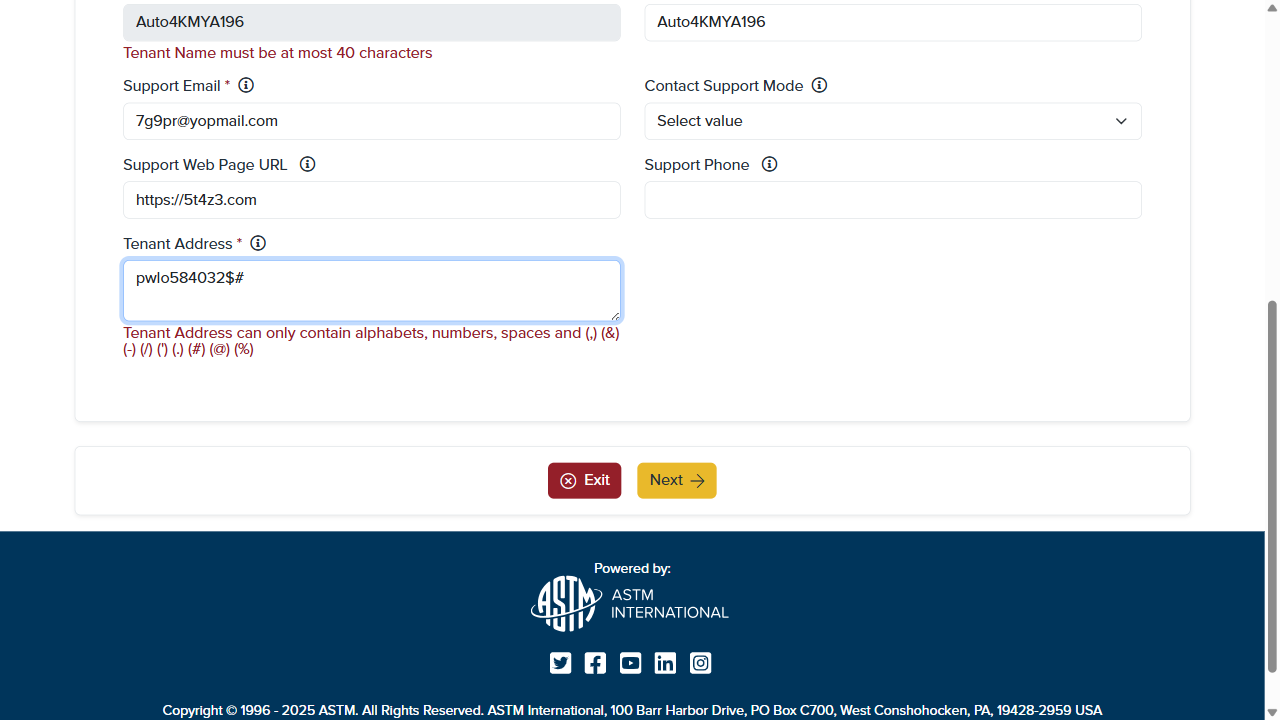 Auto4KMYA196
Auto4KMYA196
Tenant Name must be at most 40 characters
Support Email *
Contact Support Mode
7g9pr@yopmail.com
Select value
Support Web Page URL
Support Phone
https://5t4z3.com
Tenant Address *
pwlo584032$#
Tenant Address can only contain alphabets, numbers, spaces and (,) (&)
(-) (/) (') (.) (#) (@) (%)
Exit
Next
Powered by:
ASTM
ASTM
INTERNATIONAL
Copyright © 1996 - 2025 ASTM. All Rights Reserved. ASTM International, 100 Barr Harbor Drive, PO Box C700, West Conshohocken, PA, 19428-2959 USA